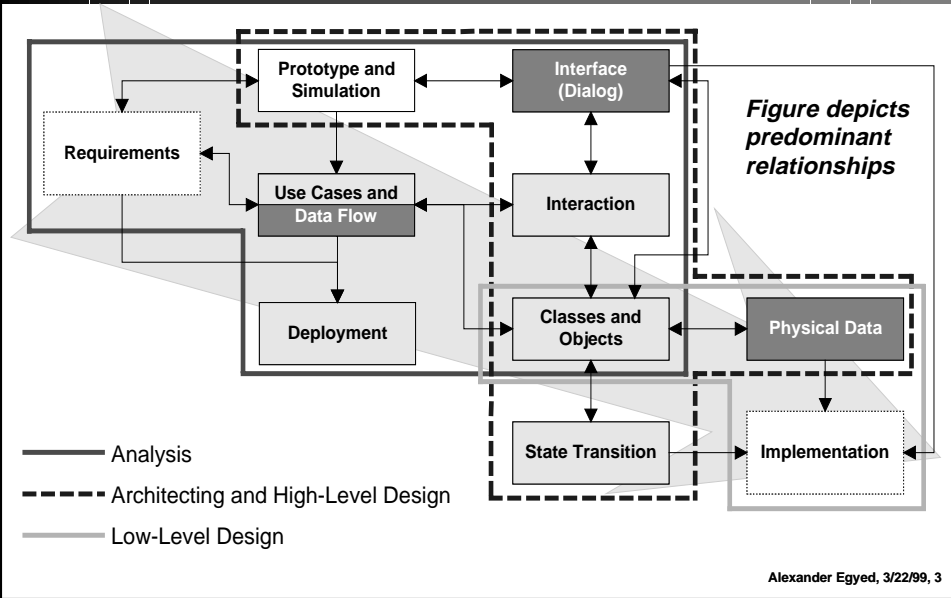 Prototype and
Simulation
Interface
(Dialog)
Figure depicts
predominant
relationships
Requirements
Use Cases and
Data Flow
Interaction
Deployment
Classes and
Objects
Physical Data
State Transition
Implementation
Analysis
Architecting and High-Level Design
Low-Level Design
Alexander Egyed, 3/22/99, 3